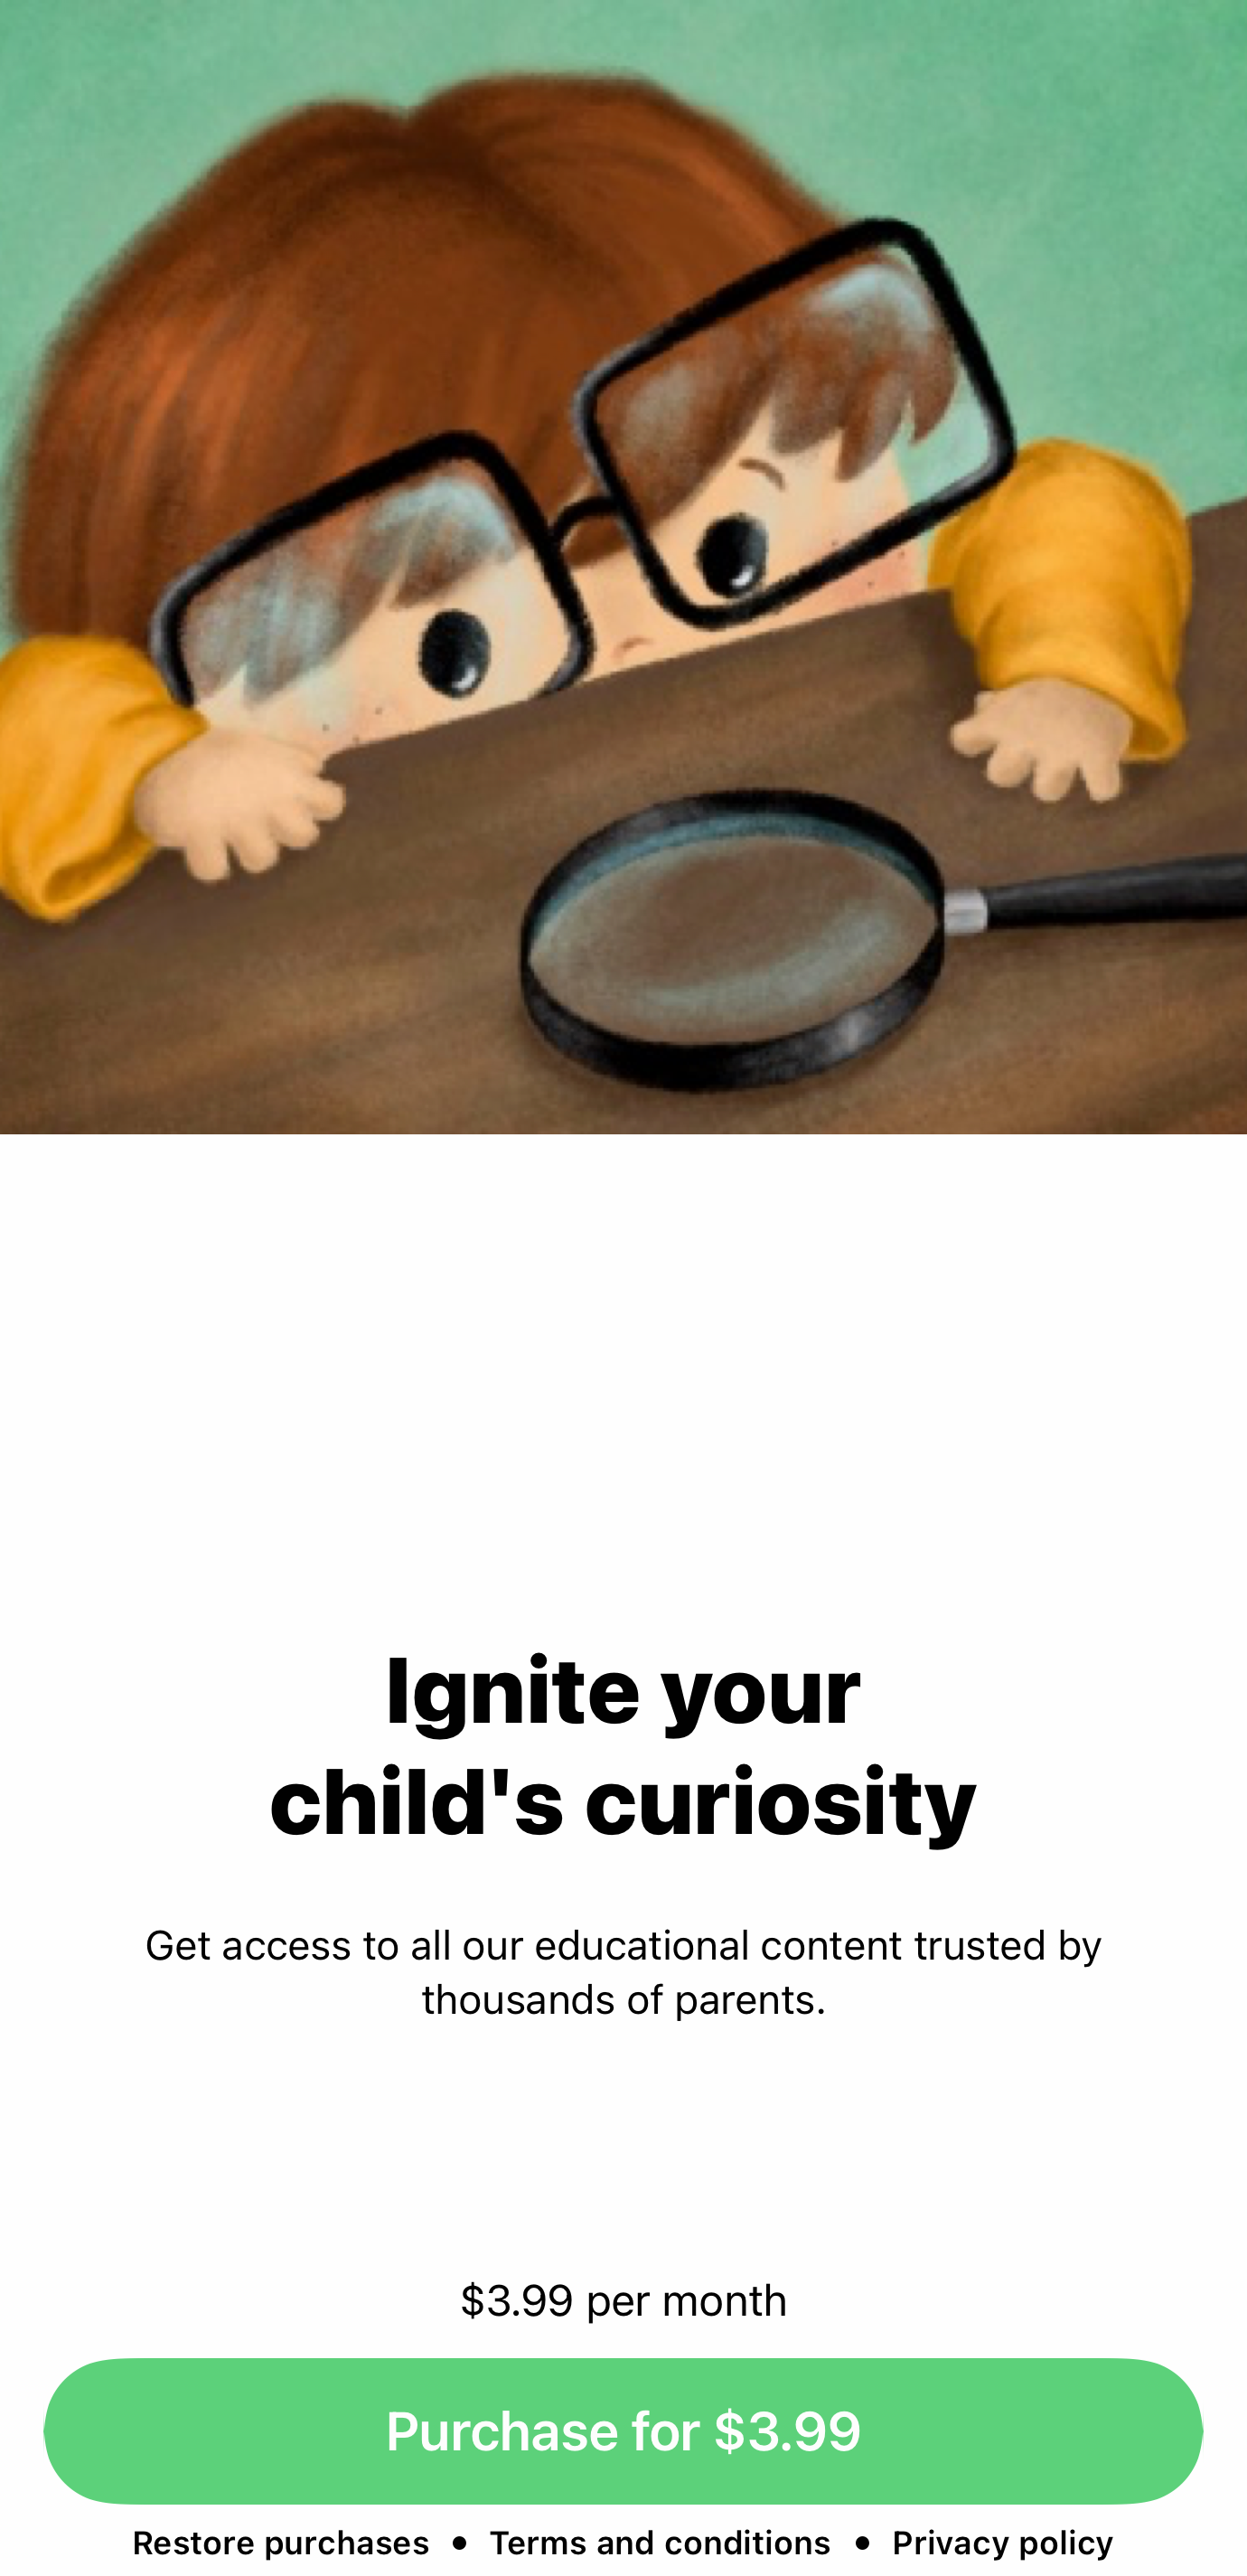 Ignite your
child's curiosity
Get access to all our educational content trusted by
thousands of parents.
$3.99 per month
Purchase for $3.99
Restore purchases • Terms and conditions • Privacy policy